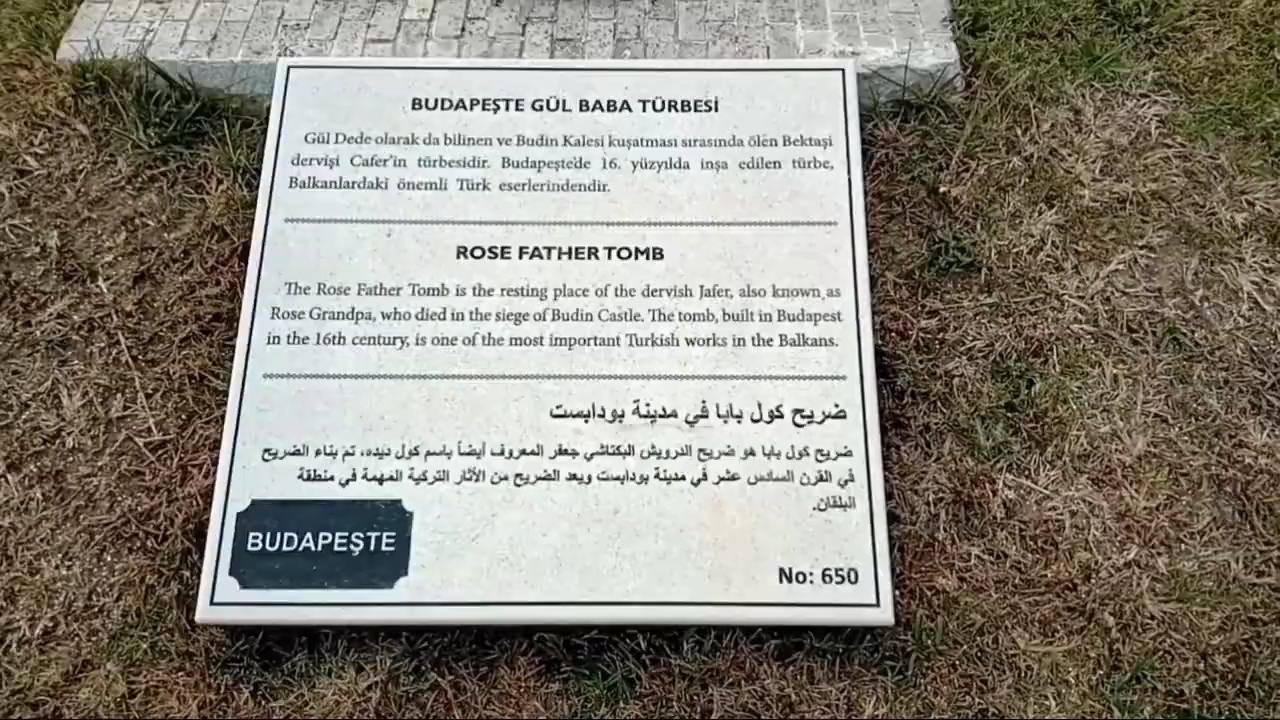 BUDAPEŞTE GÜL BABA TÜRBESİ
Gül Dede olarak da bilinen ve Budin Kalesi kuşatması sırasında ölen Bektaşi
dervişi Cafer'in türbesidir. Budapeşte'de 16. yüzyılda inşa edilen türbe,
Balkanlardaki önemli Türk eserlerindendir.
ROSE FATHER TOMB
The Rose Father Tomb is the resting place of the dervish Jafer, also known as
Rose Grandpa, who died in the siege of Budin Castle. The tomb, built in Budapest
in the 16th century, is one of the most important Turkish works in the Balkans.
ضريح كول بابا في مدينة بودابست
ضريح كول بابا هو ضريح الدرويش البكتاشي جعفر المعروف أيضاً باسم كول ديده، تم بناء الضريح
في القرن السادس عشر في مدينة بودابست ويعد الضريح من الآثار التركية المهمة في منطقة
البلقان.
BUDAPEŞTE
No: 650